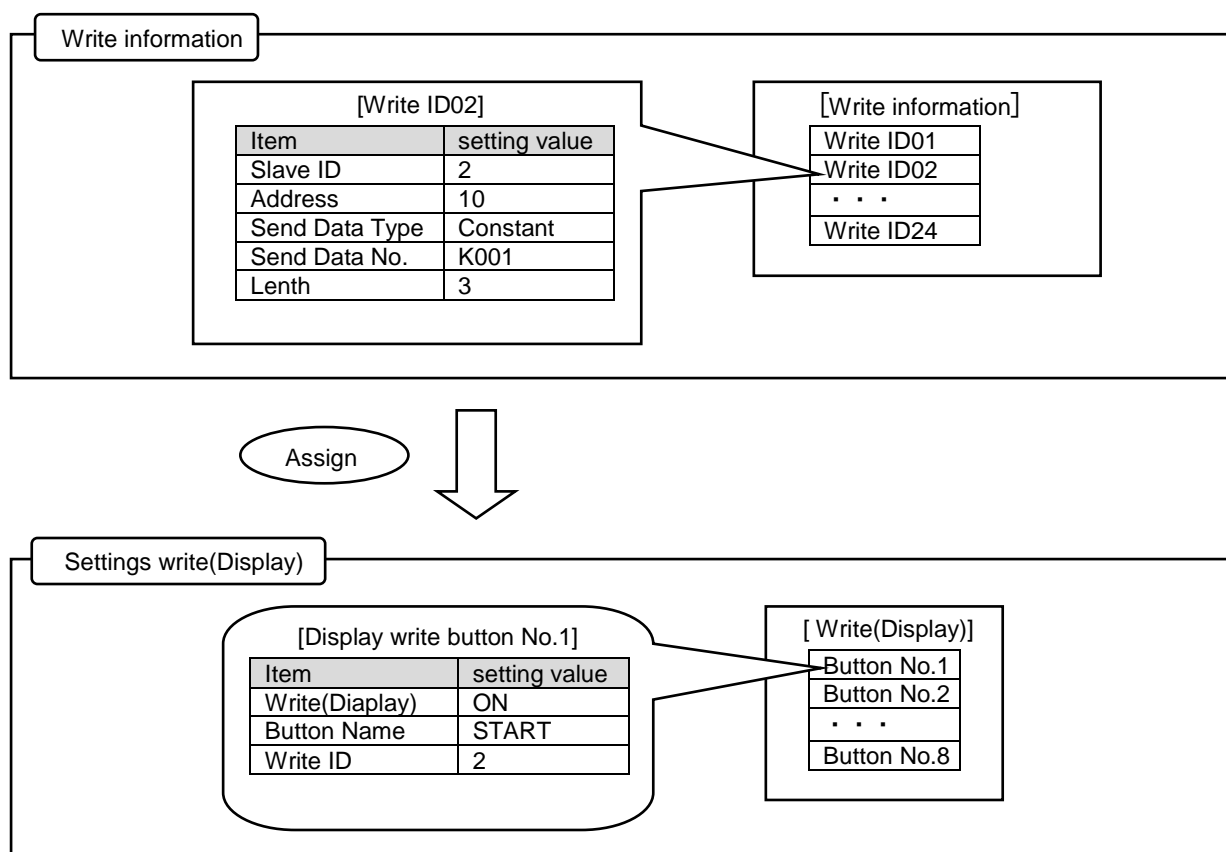 Write information
[Write ID02]
Item setting value
Slave ID 2
Address 10
Send Data Type Constant
Send Data No. K001
Lenth 3
[Write information]
Write ID01
Write ID02
・・・
Write ID24
Assign
Settings write(Display)
[Display write button No.1]
Item setting value
Write(Diaplay) ON
Button Name START
Write ID 2
[ Write(Display)]
Button No.1
Button No.2
・・・
Button No.8